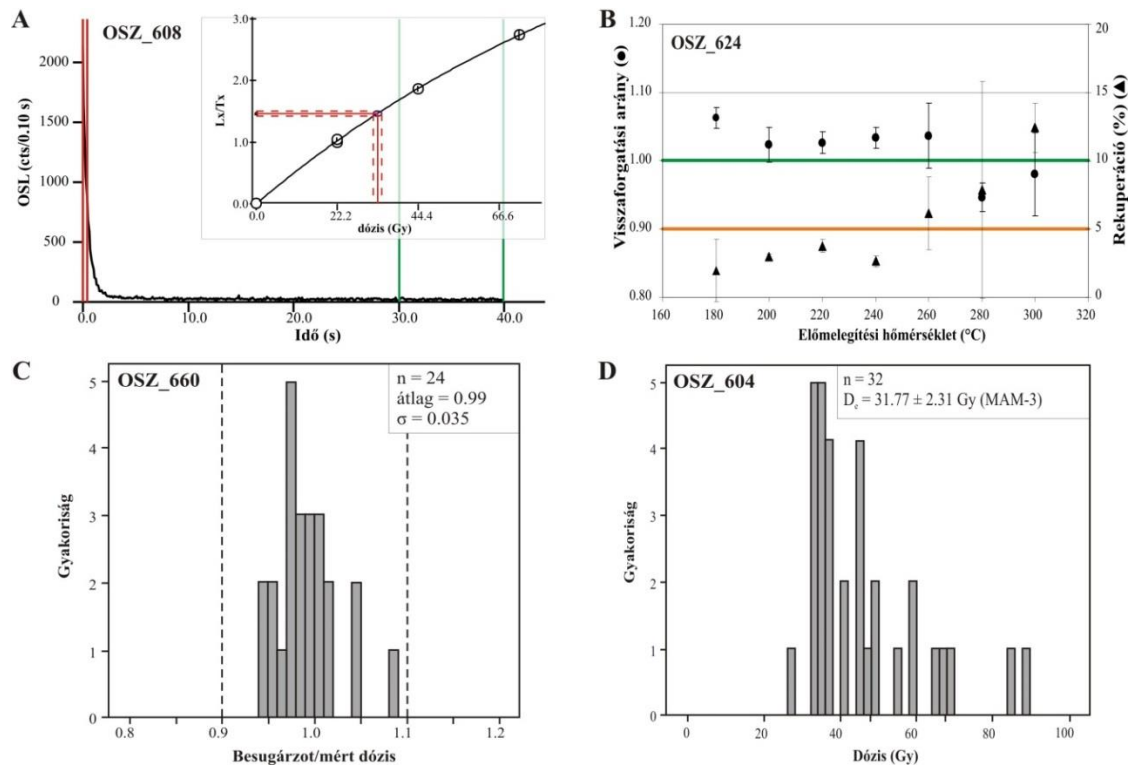 A
OSZ_608
OSL (cts/0.10 s)
2000
1500
1000
500
0
0.0
10.0
20.0
30.0
40.0
Idő (s)
Lx/Tx
3.0
2.0
1.0
0.0
0.0
22.2
44.4
66.6
dózis (Gy)
B
OSZ_624
Visszaforgatási arány (●)
1.20
1.10
1.00
0.90
0.80
160
180
200
220
240
260
280
300
320
Előmelegítési hőmérséklet (°C)
20
15
10
5
0
Rekuperáció (%) (▲)
C
OSZ_660
n = 24
átlag = 0.99
σ = 0.035
Gyakoriság
5
4
3
2
1
0
0.8
0.9
1.0
1.1
1.2
Besugárzot/mért dózis
D
OSZ_604
n = 32
Dₑ = 31.77 ± 2.31 Gy (MAM-3)
Gyakoriság
5
4
3
2
1
0
0
20
40
60
80
100
Dózis (Gy)